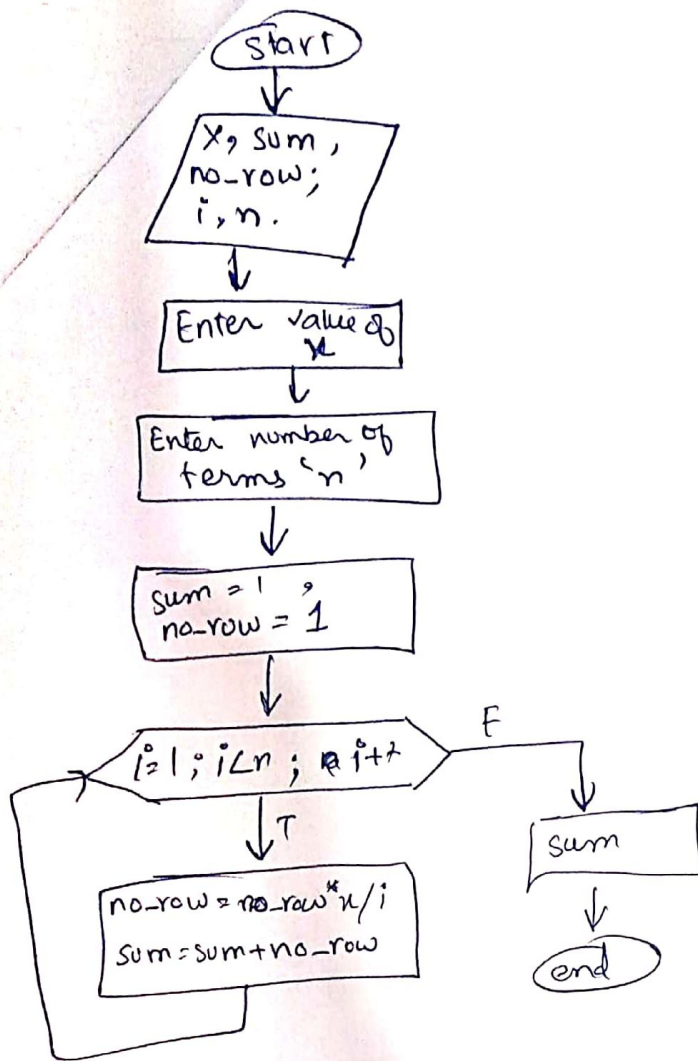 start
x, sum,
no_row;
i, n.
Enter value of
x
Enter number of
terms 'n'
sum = 1,
no_row = 1
i=1; i<n; i++
F
T
no_row = no_row*x/i
sum = sum+no_row
sum
end